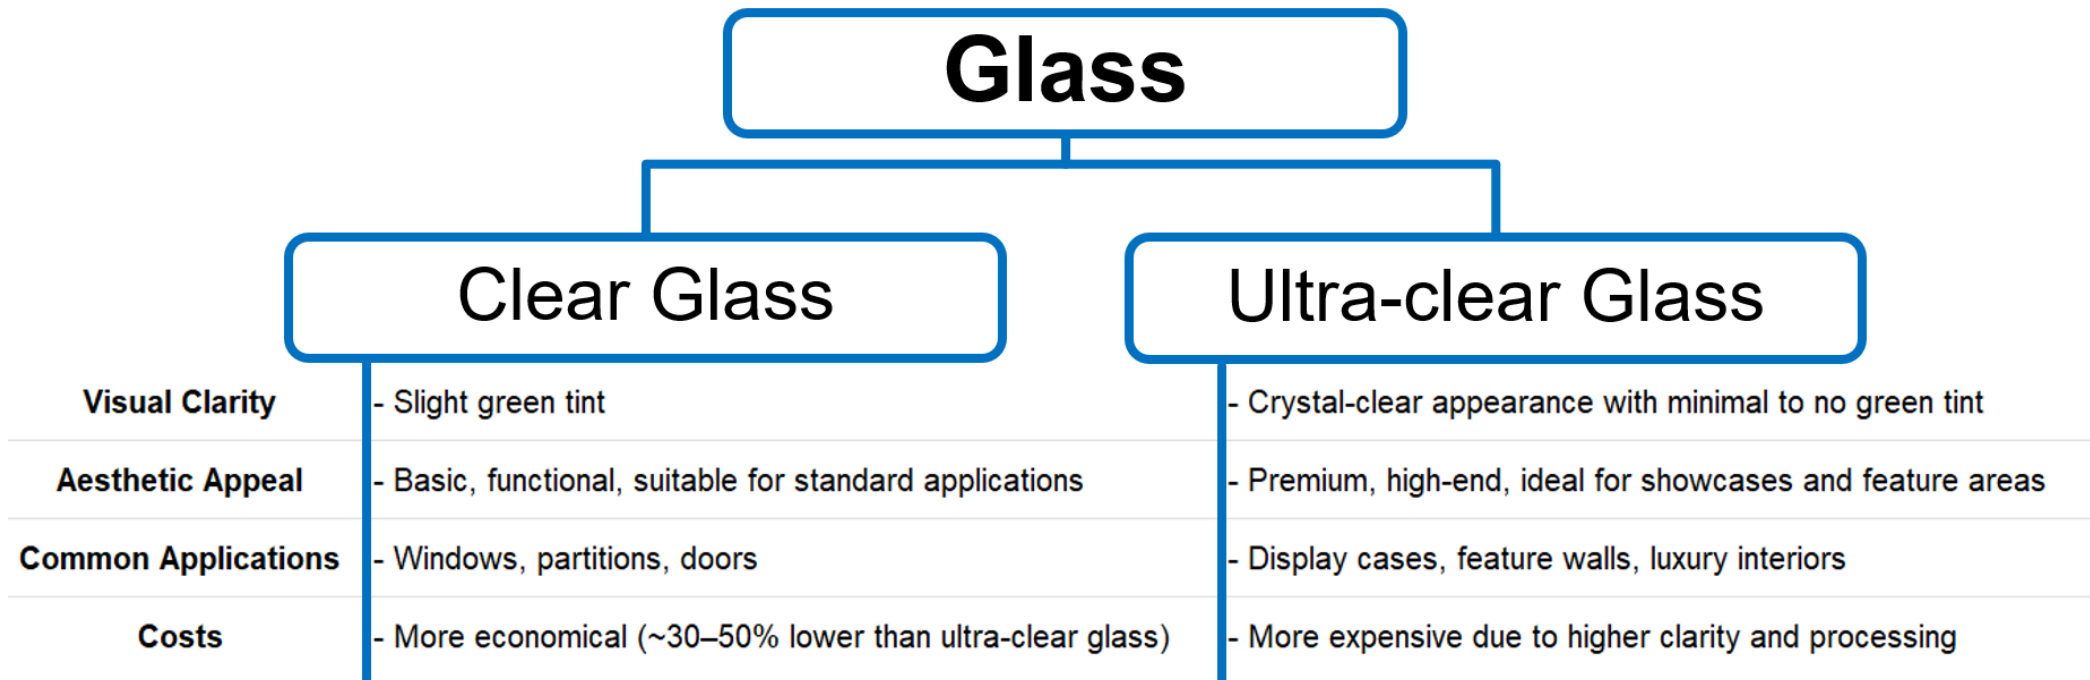 Glass
Clear Glass
Ultra-clear Glass
Visual Clarity - Slight green tint - Crystal-clear appearance with minimal to no green tint
Aesthetic Appeal - Basic, functional, suitable for standard applications - Premium, high-end, ideal for showcases and feature areas
Common Applications - Windows, partitions, doors - Display cases, feature walls, luxury interiors
Costs - More economical (~30–50% lower than ultra-clear glass) - More expensive due to higher clarity and processing